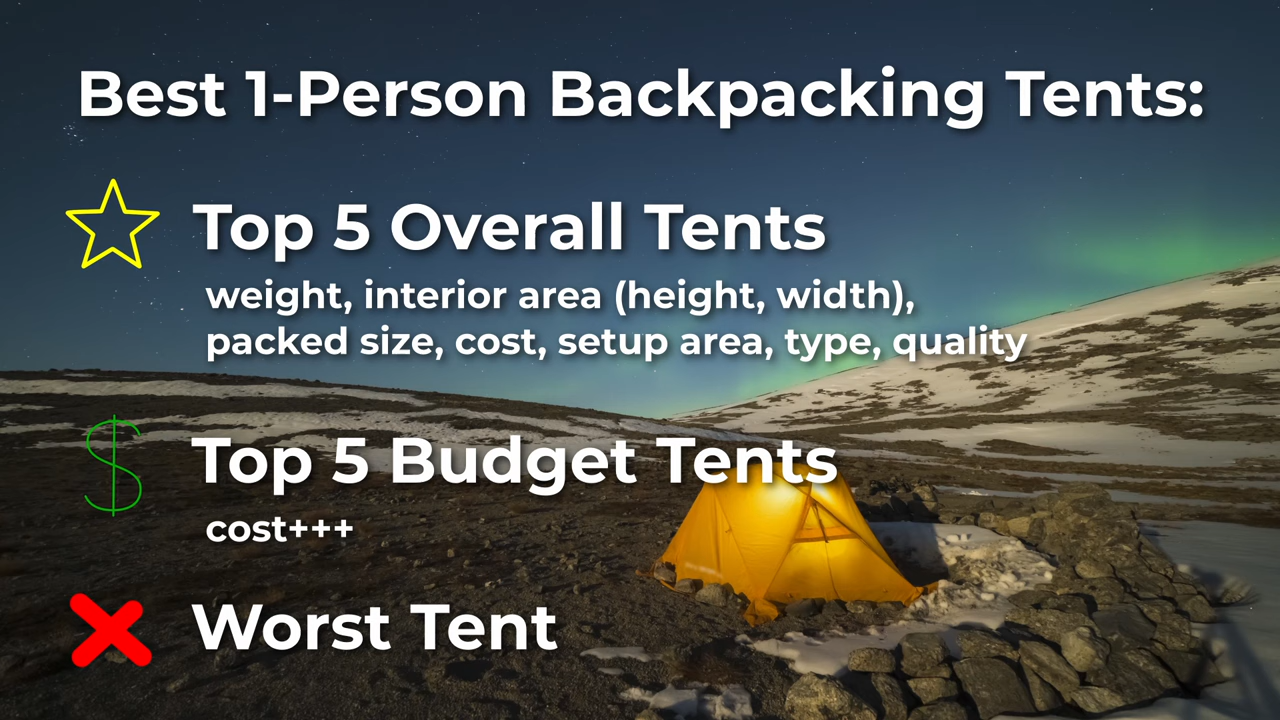 Best 1-Person Backpacking Tents:
Top 5 Overall Tents
weight, interior area (height, width),
packed size, cost, setup area, type, quality
Top 5 Budget Tents
cost+++
Worst Tent